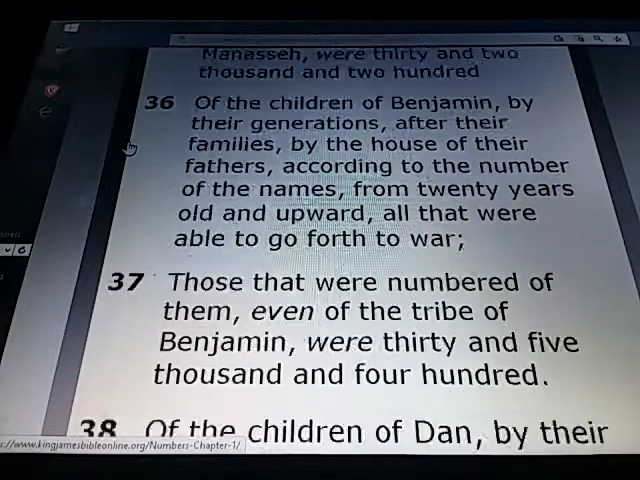 Manasseh, were thirty and two
thousand and two hundred
36 Of the children of Benjamin, by
their generations, after their
families, by the house of their
fathers, according to the number
of the names, from twenty years
old and upward, all that were
able to go forth to war;
37 Those that were numbered of
them, even of the tribe of
Benjamin, were thirty and five
thousand and four hundred.
38 Of the children of Dan, by their
s://www.kingjamesbibleonline.org/Numbers-Chapter-1/